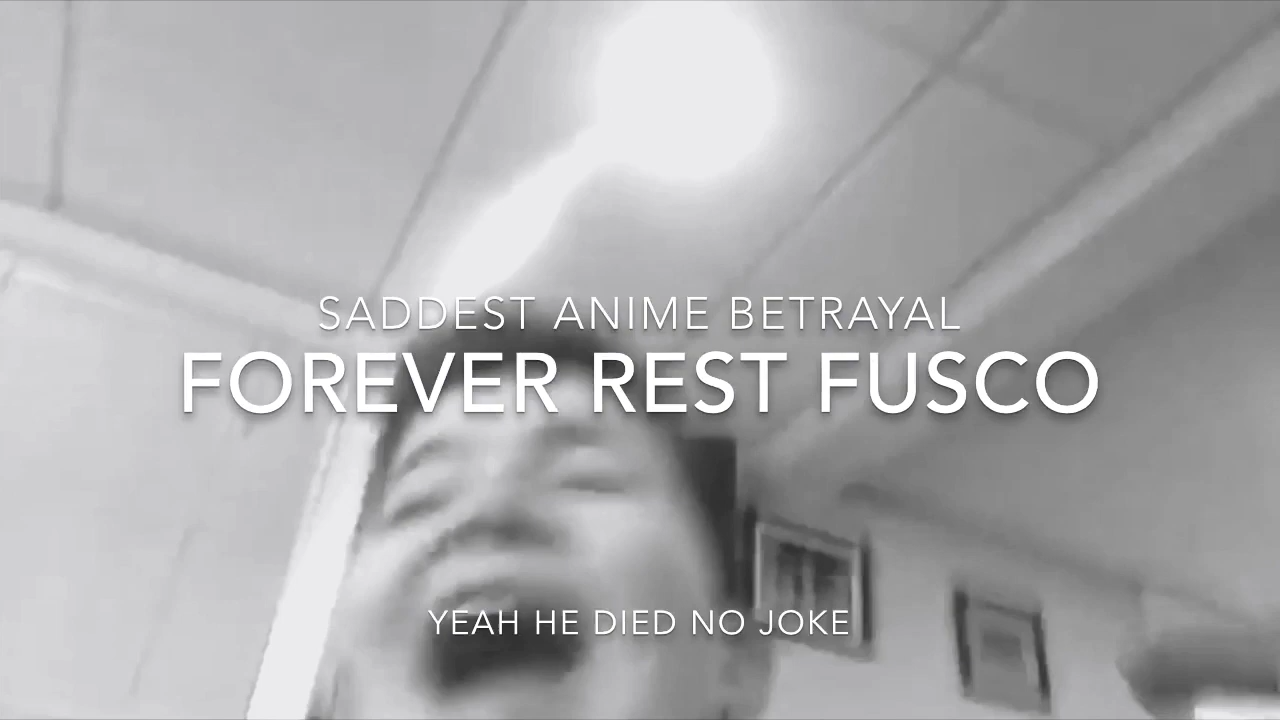 SADDEST ANIME BETRAYAL
FOREVER REST FUSCO
YEAH HE DIED NO JOKE